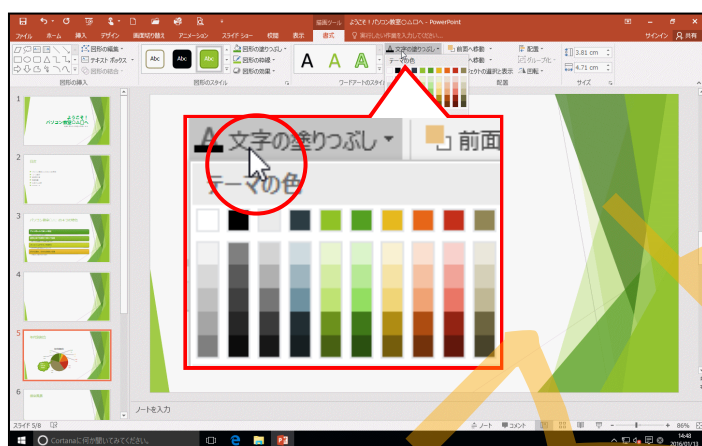 描画ツール ようこそ！パソコン教室〇△□へ - PowerPoint
ファイル ホーム 挿入 デザイン 画面切り替え アニメーション スライド ショー 校閲 表示 書式 実行したい作業を入力してください... サインイン 共有
図形の編集 Abc Abc Abc 図形の塗りつぶし A A A 文字の塗りつぶし 前面へ移動 配置 3.81 cm
テキスト ボックス 図形の枠線 テーマの色 へ移動 グループ化 4.71 cm
図形の結合 図形の効果 クトの選択と表示 回転
図形の挿入 図形のスタイル ワードアートのスタイ 配置 サイズ
1
ようこそ！
パソコン教室〇△□へ
2
3
4
5
6
A 文字の塗りつぶし 前面
テーマの色
ノートを入力
スライド 5/8 ノート コメント 86%
Cortanaに何か聞いてみてください。 14:48
2016/01/13